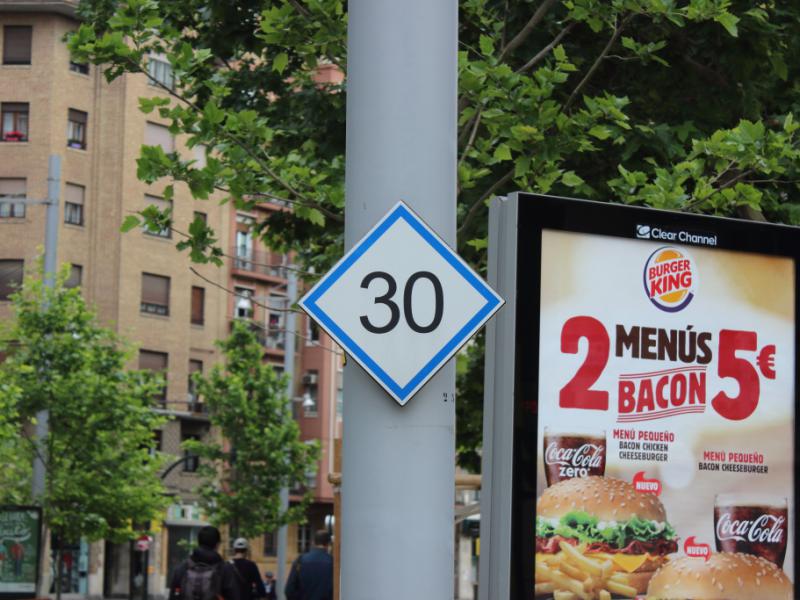 30
Clear Channel
BURGER
KING
2 MENÚS 5€
BACON
MENÚ PEQUEÑO
BACON CHICKEN
CHEESEBURGER
MENÚ PEQUEÑO
BACON CHEESEBURGER
Coca-Cola
zero
NUEVO
Coca-Cola
NUEVO